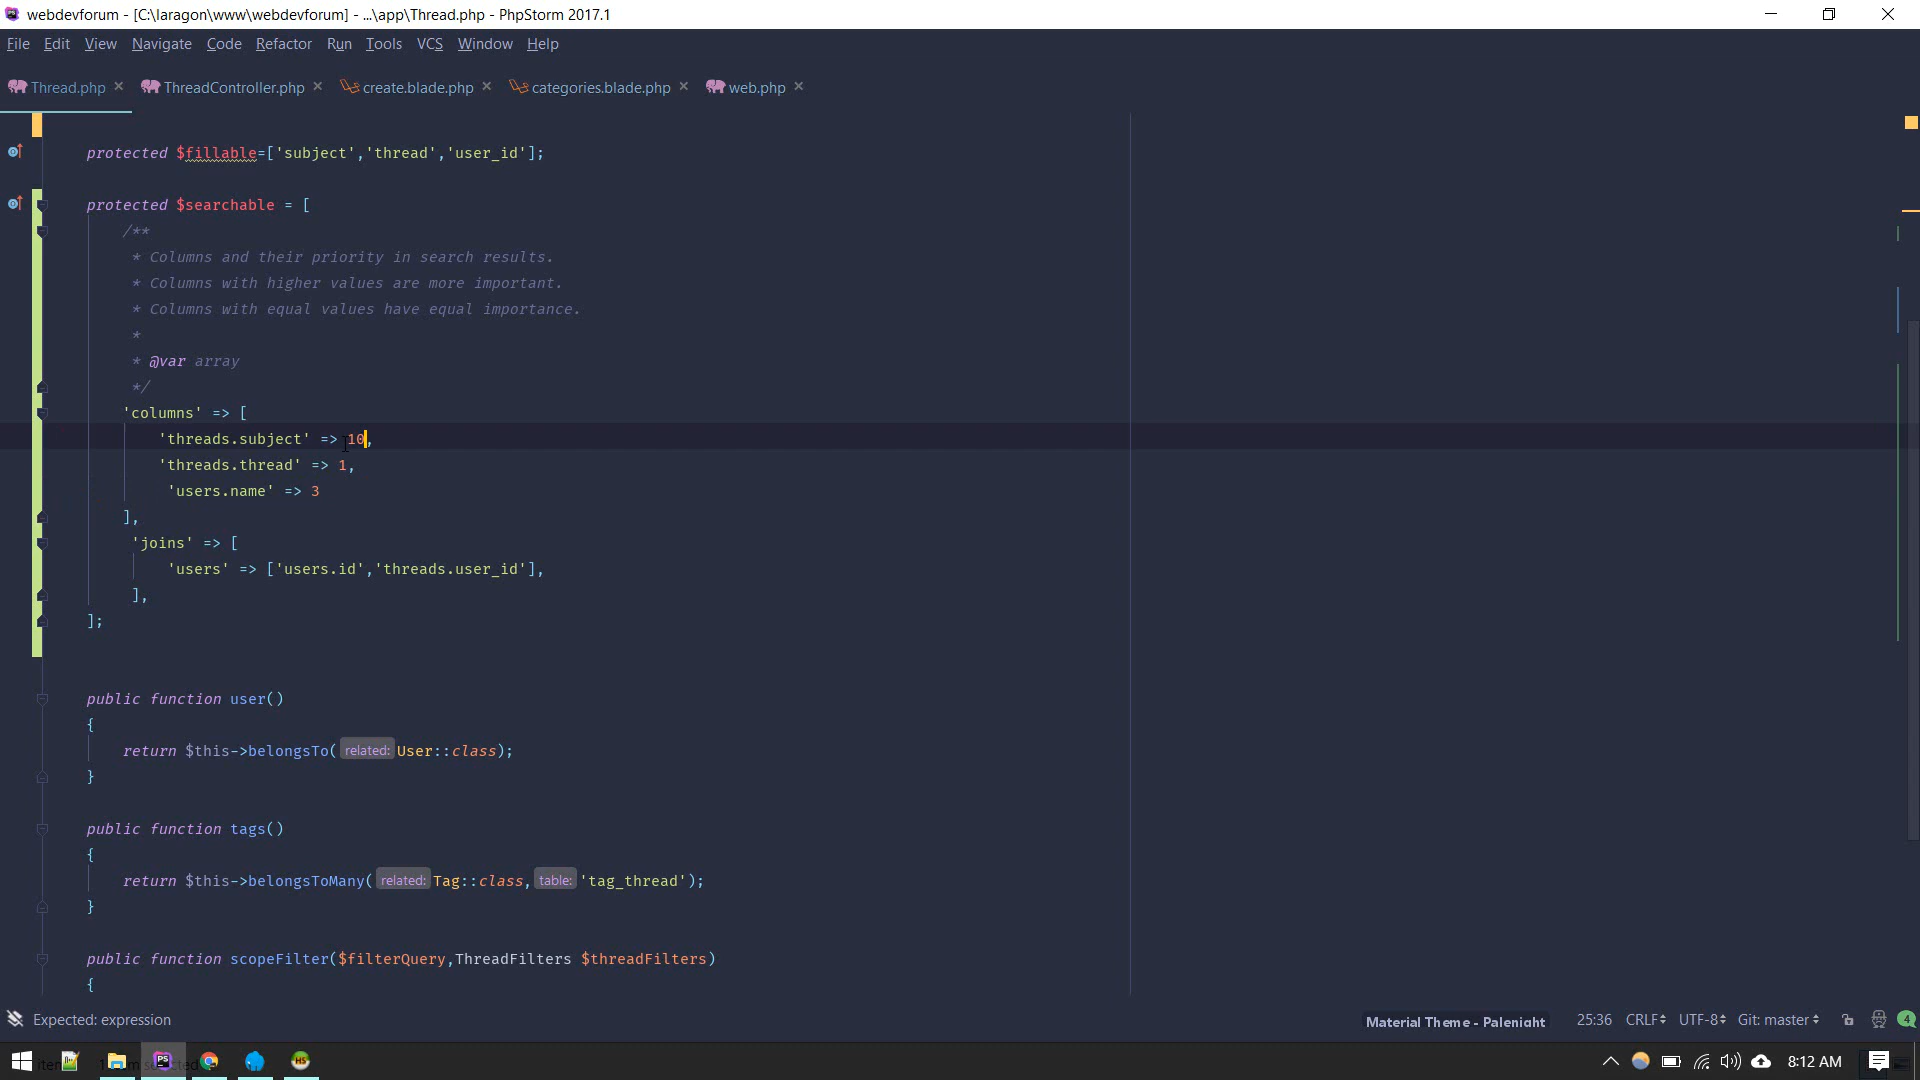 webdevforum - [C:\laragon\www\webdevforum] - ...\app\Thread.php - PhpStorm 2017.1
File Edit View Navigate Code Refactor Run Tools VCS Window Help
Thread.php ThreadController.php create.blade.php categories.blade.php web.php
protected $fillable=['subject','thread','user_id'];
protected $searchable = [
/**
* Columns and their priority in search results.
* Columns with higher values are more important.
* Columns with equal values have equal importance.
*
* @var array
*/
'columns' => [
'threads.subject' => 10,
'threads.thread' => 1,
'users.name' => 3
],
'joins' => [
'users' => ['users.id','threads.user_id'],
],
];
public function user()
{
return $this->belongsTo( related: User::class);
}
public function tags()
{
return $this->belongsToMany( related: Tag::class, table: 'tag_thread');
}
public function scopeFilter($filterQuery,ThreadFilters $threadFilters)
{
Expected: expression
Material Theme - Palenight 25:36 CRLF UTF-8 Git: master 4
PS HS 8:12 AM